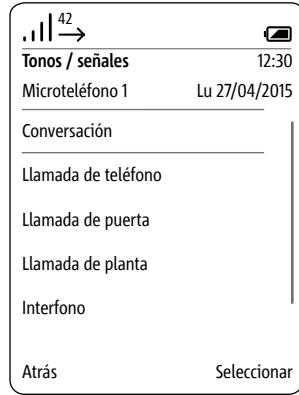 42
Tonos / señales 12:30
Microteléfono 1 Lu 27/04/2015
Conversación
Llamada de teléfono
Llamada de puerta
Llamada de planta
Interfono
Atrás Seleccionar